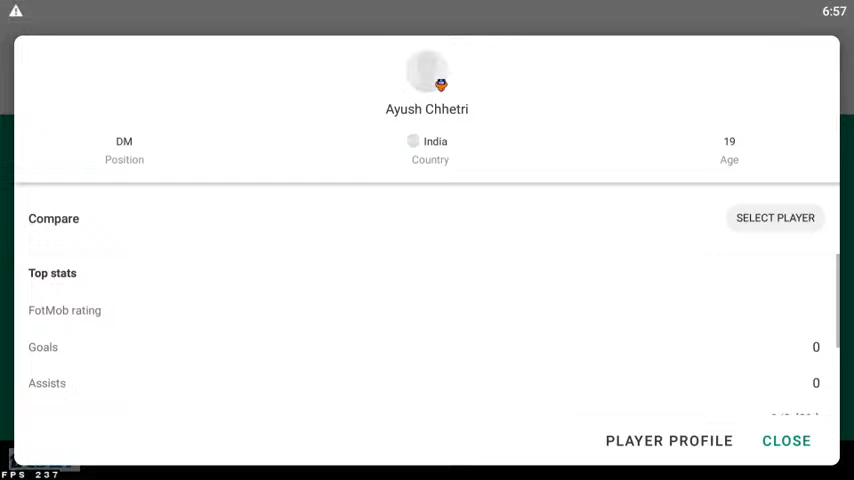 6:57
Ayush Chhetri
DM India 19
Position Country Age
Compare SELECT PLAYER
Top stats
FotMob rating
Goals 0
Assists 0
PLAYER PROFILE CLOSE
FPS 237